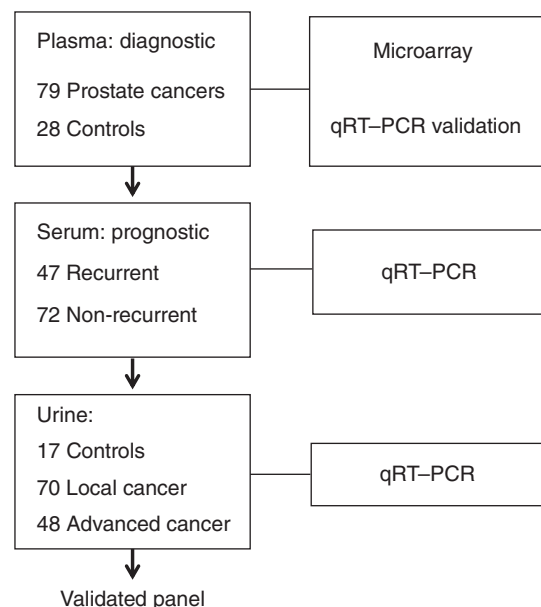 Plasma: diagnostic
79 Prostate cancers
28 Controls
Microarray
qRT–PCR validation
Serum: prognostic
47 Recurrent
72 Non-recurrent
qRT–PCR
Urine:
17 Controls
70 Local cancer
48 Advanced cancer
qRT–PCR
Validated panel